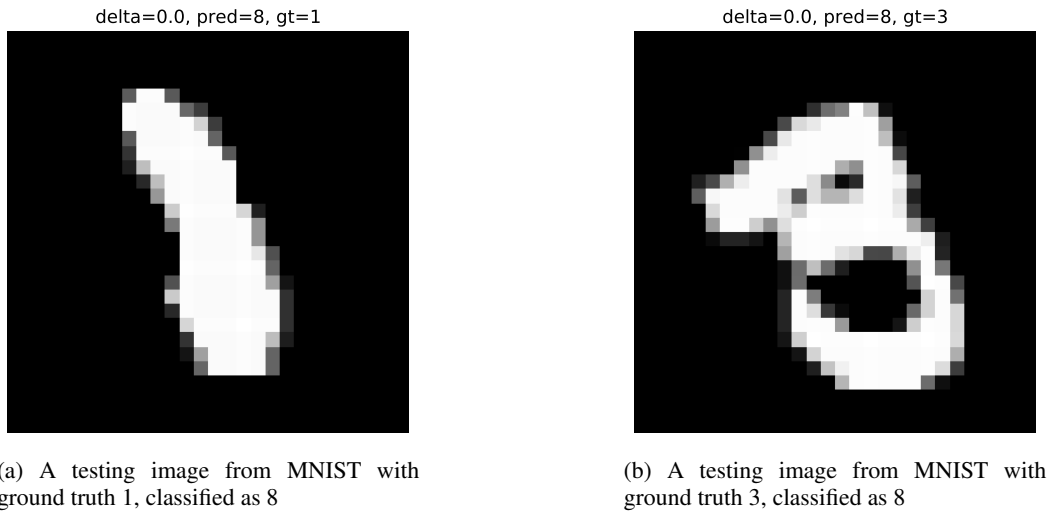 delta=0.0, pred=8, gt=1
delta=0.0, pred=8, gt=3
(a) A testing image from MNIST with
ground truth 1, classified as 8
(b) A testing image from MNIST with
ground truth 3, classified as 8